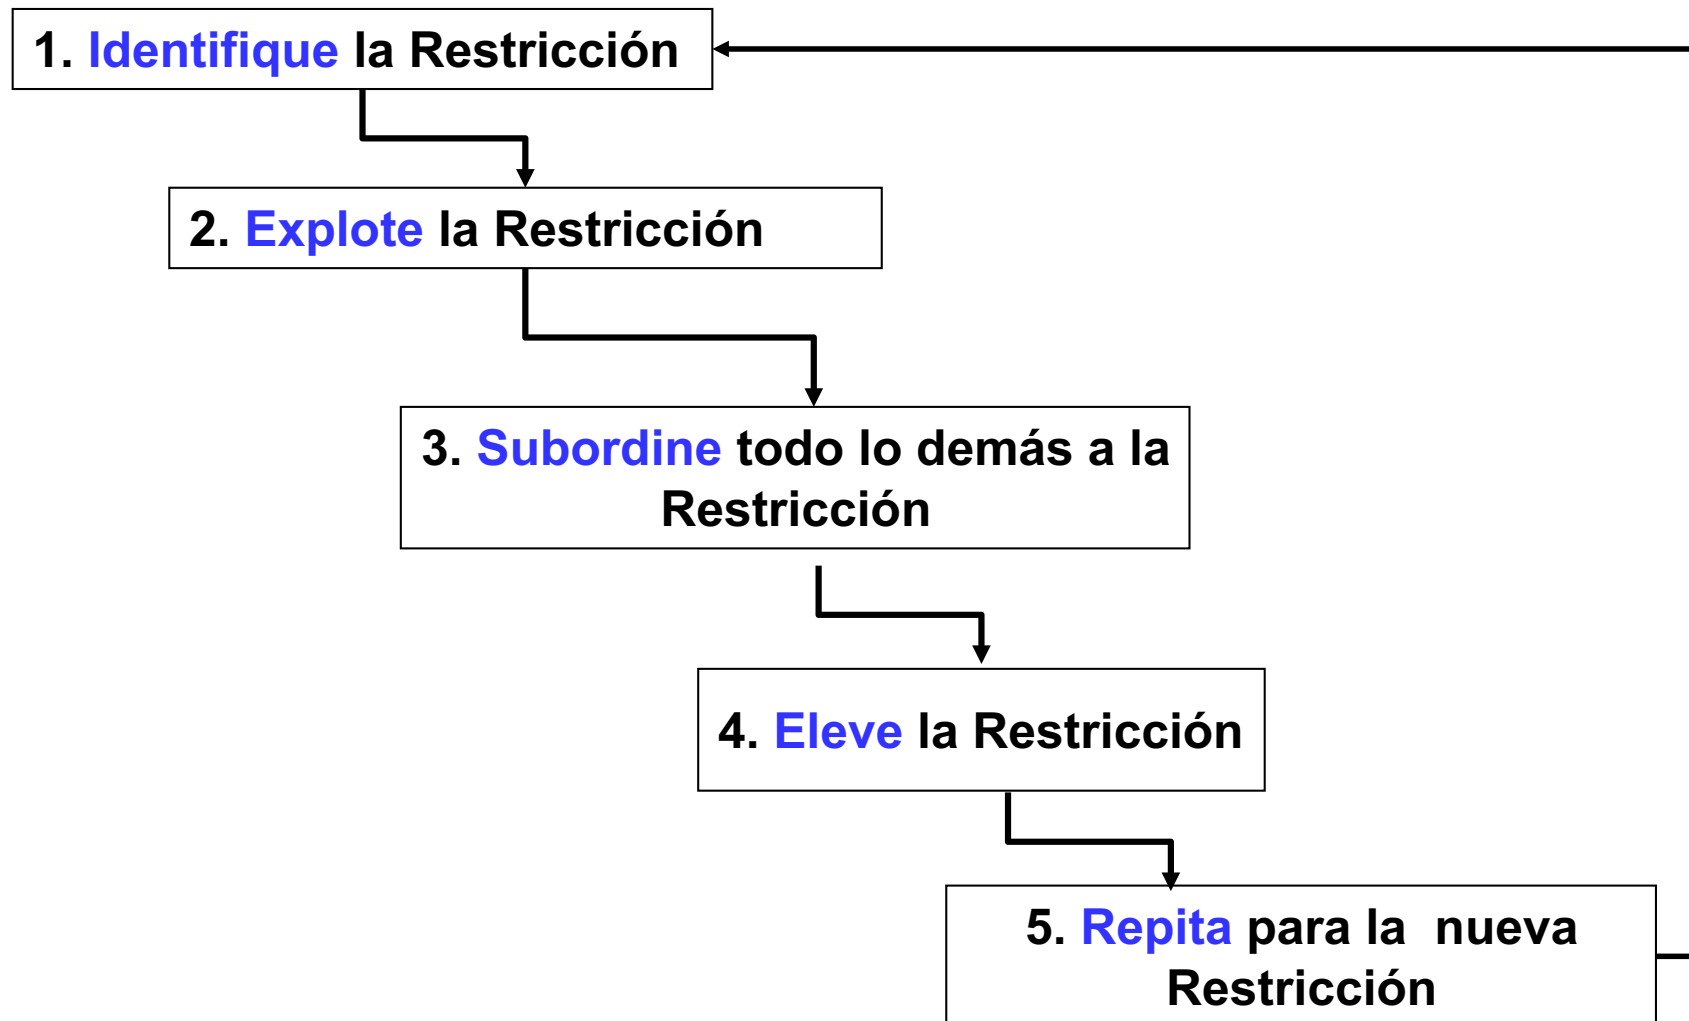 1. Identifique la Restricción
2. Explote la Restricción
3. Subordine todo lo demás a la
Restricción
4. Eleve la Restricción
5. Repita para la  nueva
Restricción